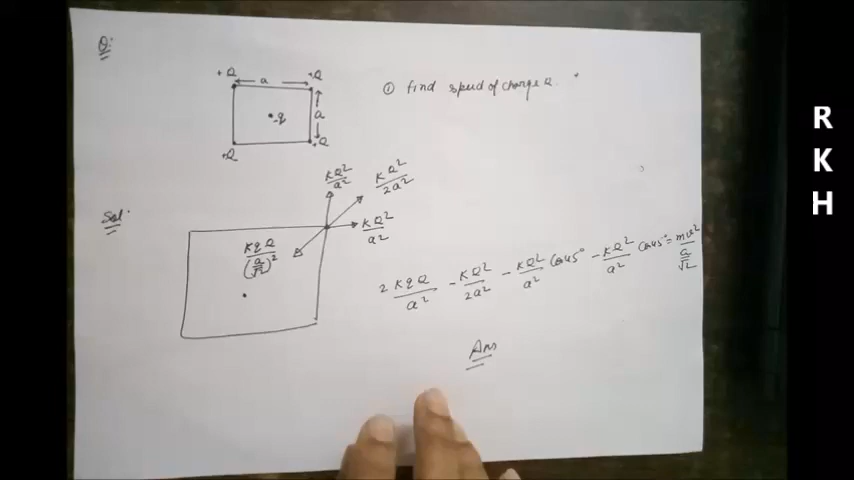 Q:
+Q a +Q
① find speed of charge Q.
-q a
+Q +Q
KQ²/a² KQ²/2a²
Sol:
KQ²/a²
KqQ/(a/√2)²
2KqQ/a² - KQ²/2a² - KQ²/a² Cos45° - KQ²/a² Cos45° = mv²/(a/√2)
Ans
R
K
H